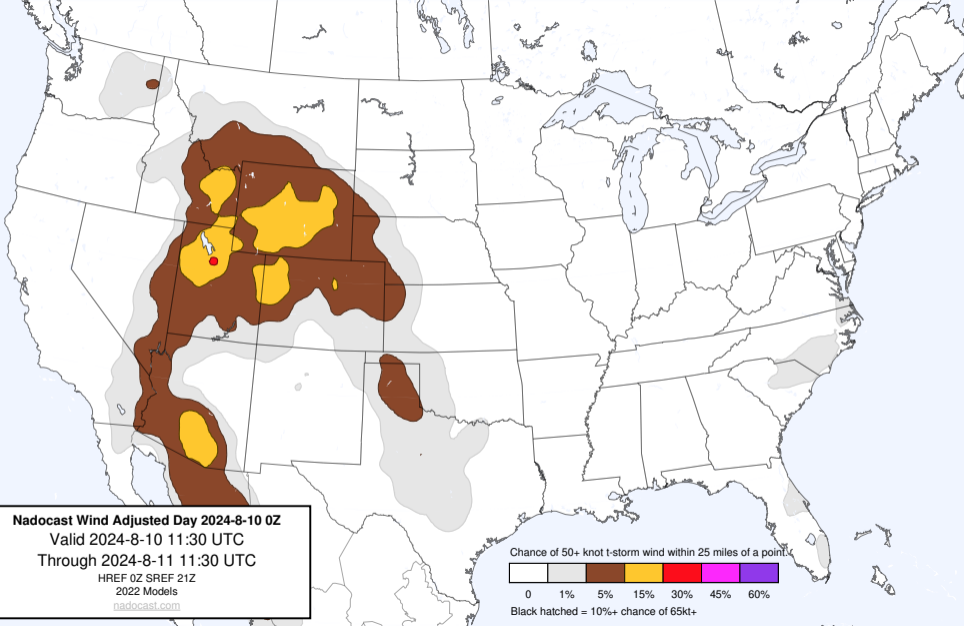 Nadocast Wind Adjusted Day 2024-8-10 0Z
Valid 2024-8-10 11:30 UTC
Through 2024-8-11 11:30 UTC
HREF 0Z SREF 21Z
2022 Models
nadocast.com
Chance of 50+ knot t-storm wind within 25 miles of a point.
0 1% 5% 15% 30% 45% 60%
Black hatched = 10%+ chance of 65kt+